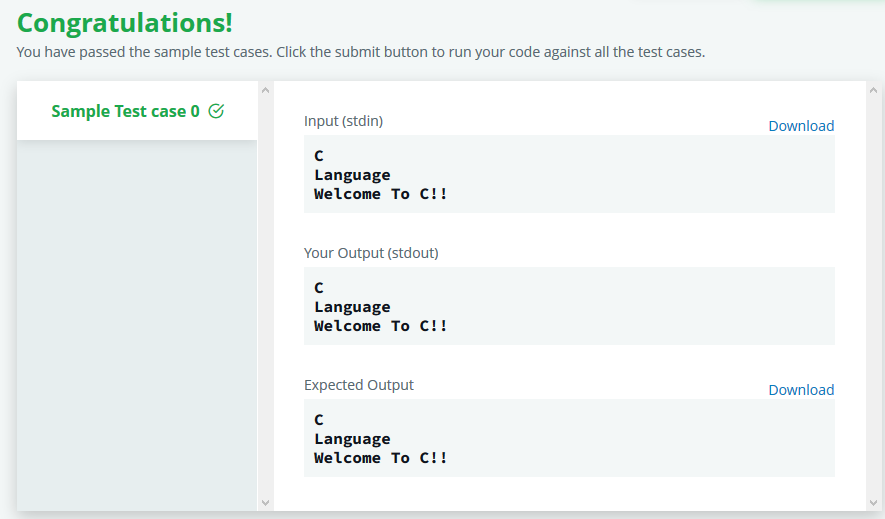 Congratulations!
You have passed the sample test cases. Click the submit button to run your code against all the test cases.
Sample Test case 0
Input (stdin)
Download
C
Language
Welcome To C!!
Your Output (stdout)
C
Language
Welcome To C!!
Expected Output
Download
C
Language
Welcome To C!!